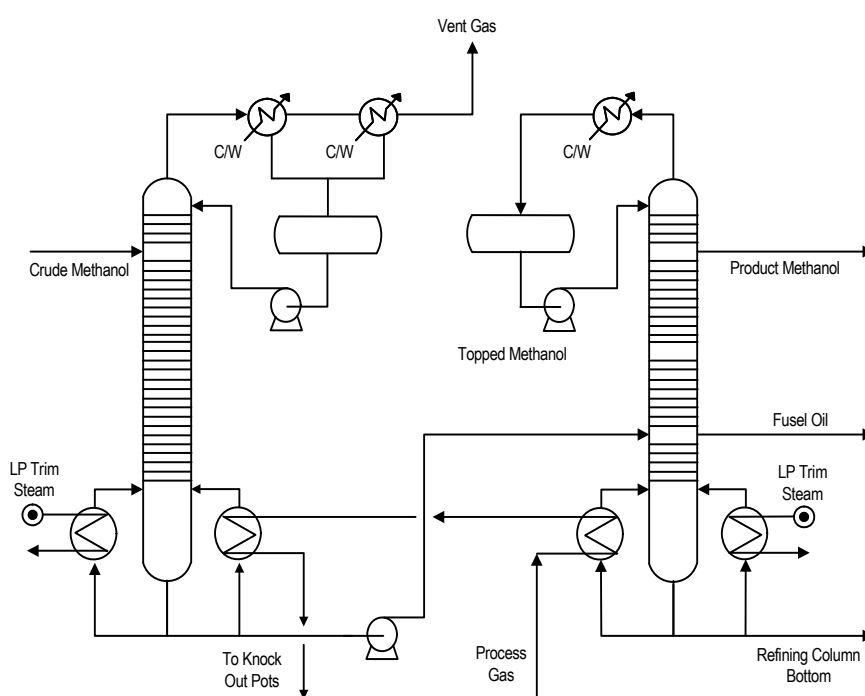 Vent Gas
C/W
C/W
C/W
Crude Methanol
Product Methanol
Topped Methanol
Fusel Oil
LP Trim
Steam
LP Trim
Steam
To Knock
Out Pots
Process
Gas
Refining Column
Bottom